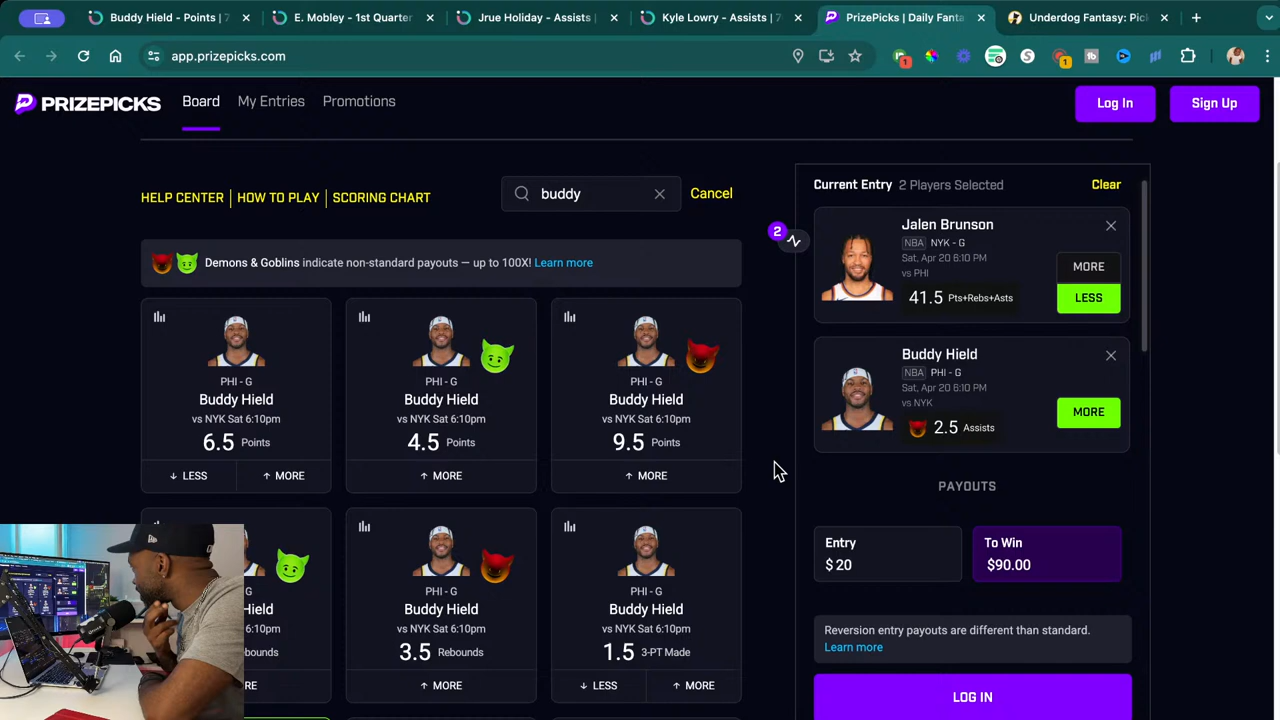 Buddy Hield - Points | 7
E. Mobley - 1st Quarter
Jrue Holiday - Assists |
Kyle Lowry - Assists | 7
PrizePicks | Daily Fanta
Underdog Fantasy: Pic
app.prizepicks.com
PRIZEPICKS
Board
My Entries
Promotions
Log In
Sign Up
HELP CENTER | HOW TO PLAY | SCORING CHART
buddy
Cancel
Demons & Goblins indicate non-standard payouts — up to 100X! Learn more
PHI - G
Buddy Hield
vs NYK Sat 6:10pm
6.5 Points
LESS
MORE
PHI - G
Buddy Hield
vs NYK Sat 6:10pm
4.5 Points
MORE
PHI - G
Buddy Hield
vs NYK Sat 6:10pm
9.5 Points
MORE
Hield
6:10pm
bounds
RE
PHI - G
Buddy Hield
vs NYK Sat 6:10pm
3.5 Rebounds
MORE
PHI - G
Buddy Hield
vs NYK Sat 6:10pm
1.5 3-PT Made
LESS
MORE
Current Entry 2 Players Selected
Clear
2
Jalen Brunson
NBA NYK - G
Sat, Apr 20 6:10 PM
vs PHI
41.5 Pts+Rebs+Asts
MORE
LESS
Buddy Hield
NBA PHI - G
Sat, Apr 20 6:10 PM
vs NYK
2.5 Assists
MORE
PAYOUTS
Entry
$ 20
To Win
$90.00
Reversion entry payouts are different than standard.
Learn more
LOG IN